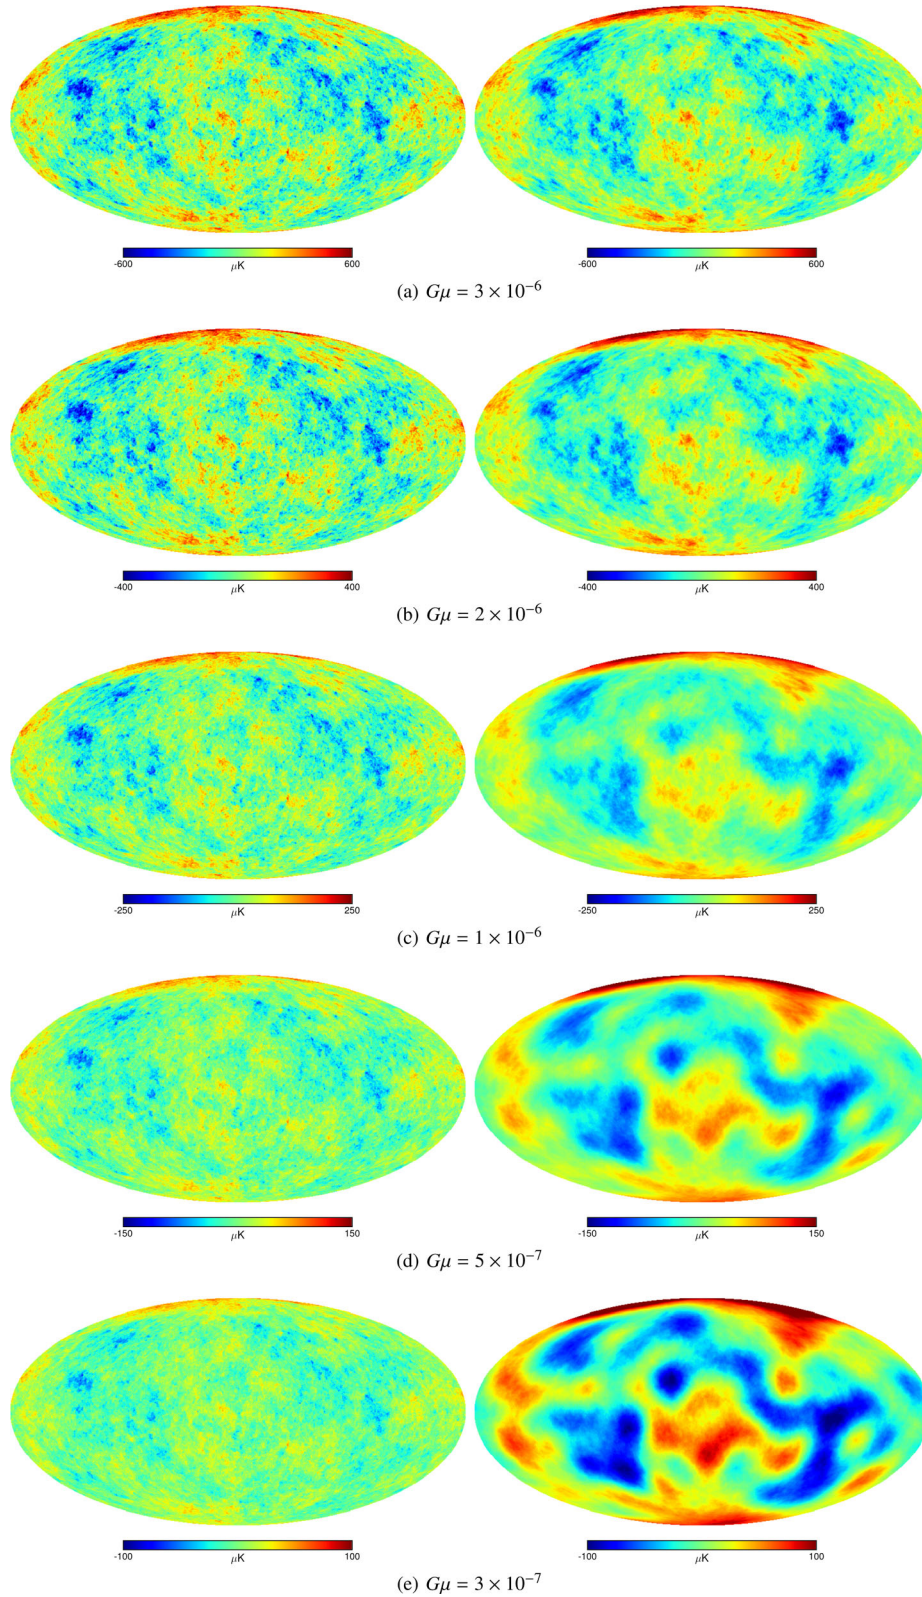 -600 μK 600 -600 μK 600
(a) Gμ = 3 × 10⁻⁶
-400 μK 400 -400 μK 400
(b) Gμ = 2 × 10⁻⁶
-250 μK 250 -250 μK 250
(c) Gμ = 1 × 10⁻⁶
-150 μK 150 -150 μK 150
(d) Gμ = 5 × 10⁻⁷
-100 μK 100 -100 μK 100
(e) Gμ = 3 × 10⁻⁷